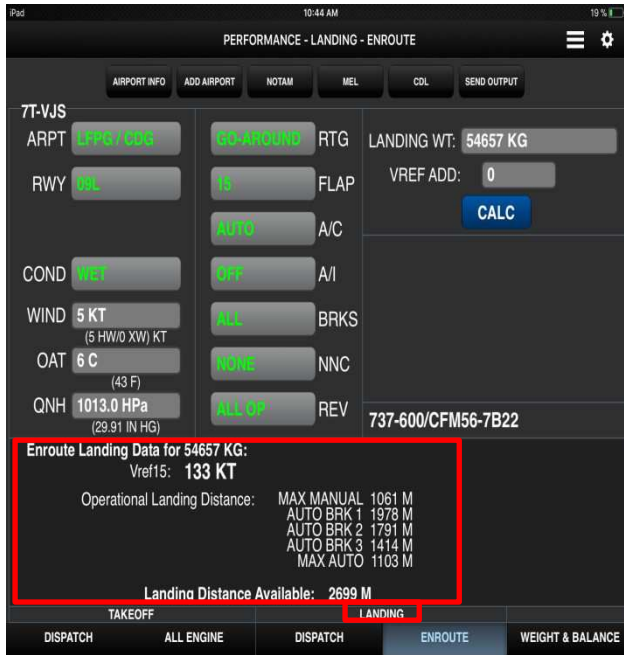 iPad 10:44 AM 19 %
PERFORMANCE - LANDING - ENROUTE
AIRPORT INFO ADD AIRPORT NOTAM MEL CDL SEND OUTPUT
7T-VJS
ARPT LFPG / CDG GO-AROUND RTG LANDING WT: 54657 KG
RWY 09L 15 FLAP VREF ADD: 0
AUTO A/C CALC
COND WET OFF A/I
WIND 5 KT ALL BRKS
(5 HW/0 XW) KT
OAT 6 C NONE NNC
(43 F)
QNH 1013.0 HPa ALL OP REV 737-600/CFM56-7B22
(29.91 IN HG)
Enroute Landing Data for 54657 KG:
Vref15: 133 KT
Operational Landing Distance: MAX MANUAL 1061 M
AUTO BRK 1 1978 M
AUTO BRK 2 1791 M
AUTO BRK 3 1414 M
MAX AUTO 1103 M
Landing Distance Available: 2699 M
TAKEOFF LANDING
DISPATCH ALL ENGINE DISPATCH ENROUTE WEIGHT & BALANCE